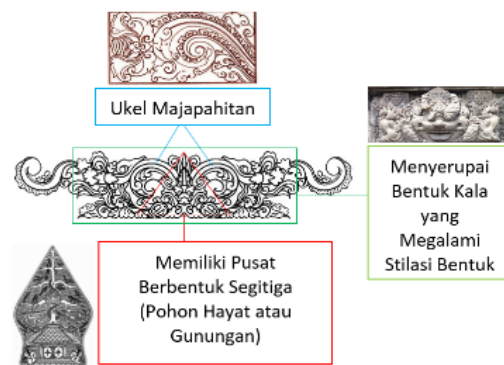 Ukel Majapahitan
Menyerupai
Bentuk Kala
yang
Megalami
Stilasi Bentuk
Memiliki Pusat
Berbentuk Segitiga
(Pohon Hayat atau
Gunungan)